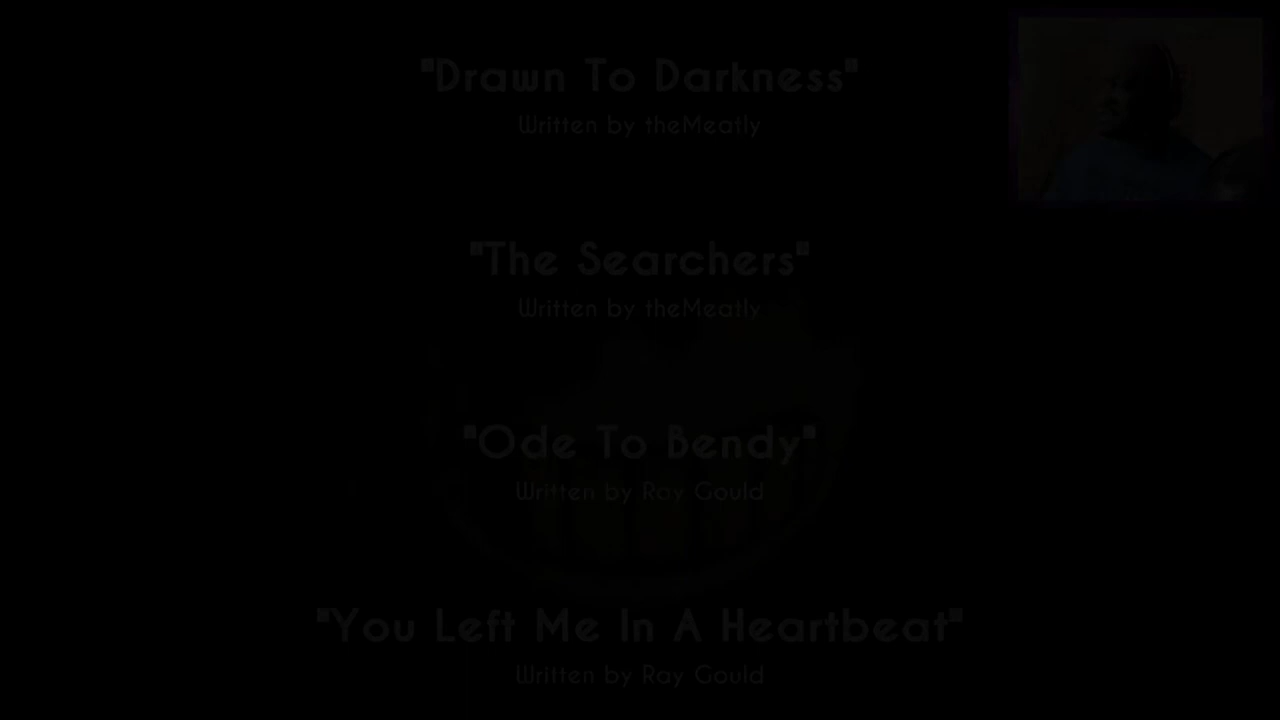 "Drawn To Darkness"
Written by theMeatly
"The Searchers"
Written by theMeatly
"Ode To Bendy"
Written by Ray Gould
"You Left Me In A Heartbeat"
Written by Ray Gould